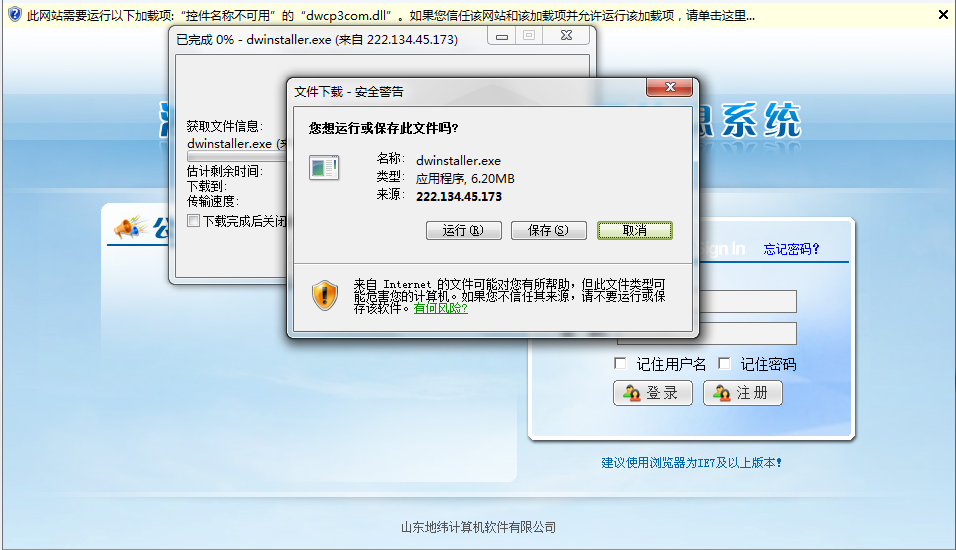 此网站需要运行以下加载项:“控件名称不可用”的“dwcp3com.dll”。如果您信任该网站和该加载项并允许运行该加载项，请单击这里...
已完成 0% - dwinstaller.exe (来自 222.134.45.173)
文件下载 - 安全警告
系统
您想运行或保存此文件吗?
获取文件信息:
dwinstaller.exe
名称: dwinstaller.exe
类型: 应用程序, 6.20MB
来源: 222.134.45.173
估计剩余时间:
下载到:
传输速度:
下载完成后关闭
运行(R)
保存(S)
取消
Sign In
忘记密码?
来自 Internet 的文件可能对您有所帮助，但此文件类型可
能危害您的计算机。如果您不信任其来源，请不要运行或保
存该软件。有何风险?
记住用户名
记住密码
登录
注册
建议使用浏览器为IE7及以上版本!
山东地纬计算机软件有限公司